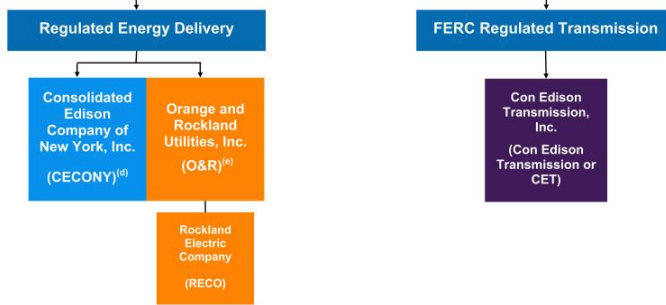 Regulated Energy Delivery
FERC Regulated Transmission
Consolidated
Edison
Company of
New York, Inc.
(CECONY)(d)
Orange and
Rockland
Utilities, Inc.
(O&R)(e)
Con Edison
Transmission,
Inc.
(Con Edison
Transmission or
CET)
Rockland
Electric
Company
(RECO)